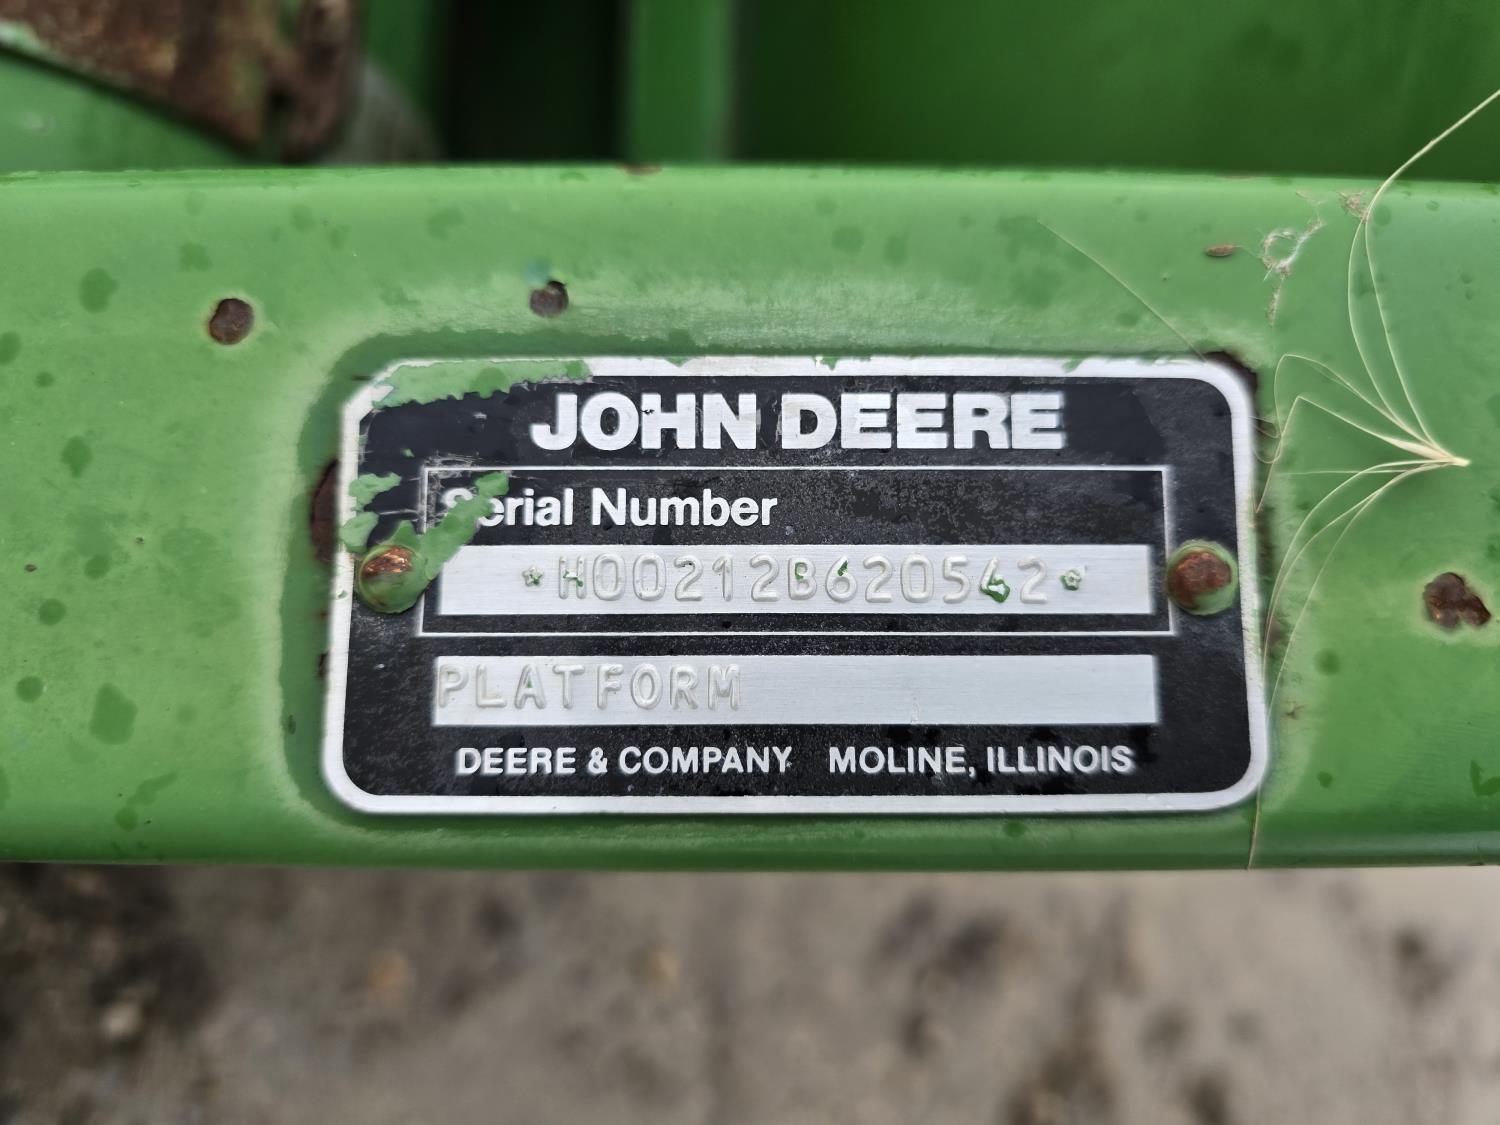 JOHN DEERE
Serial Number
*H00212B620542*
PLATFORM
DEERE & COMPANY MOLINE, ILLINOIS